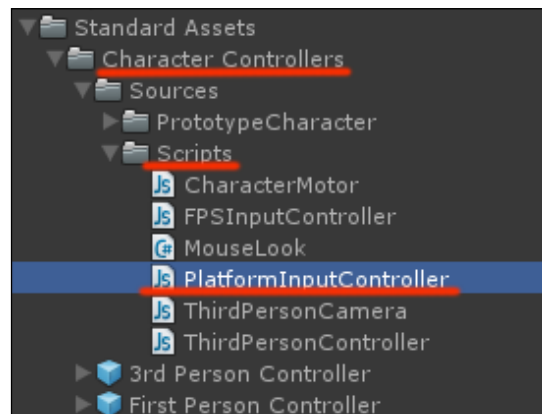 Standard Assets
Character Controllers
Sources
PrototypeCharacter
Scripts
Js CharacterMotor
Js FPSInputController
C# MouseLook
Js PlatformInputController
Js ThirdPersonCamera
Js ThirdPersonController
3rd Person Controller
First Person Controller